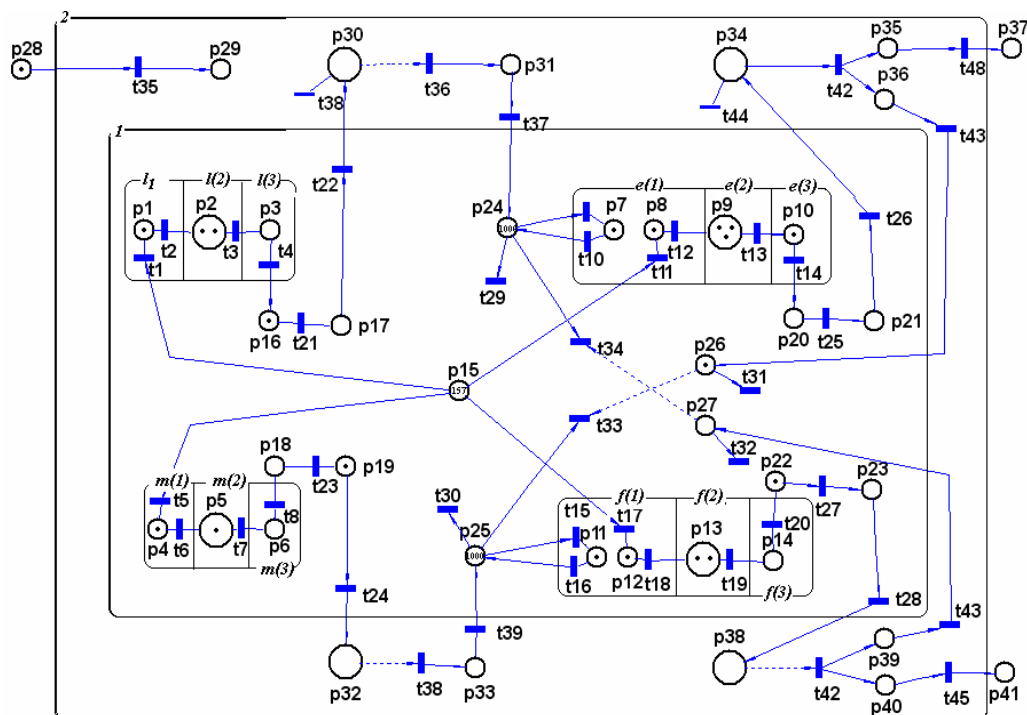 2
p28
p29
t35
p30
t38
t36
p31
t37
p34
t44
t42
p35
p36
p37
t48
t43
1
l1
l(2)
l(3)
p1
p2
p3
t2
t3
t4
t1
t22
p16
t21
p17
p24
t29
e(1)
e(2)
e(3)
p7
p8
p9
p10
t10
t12
t11
t13
t14
t26
p20
t25
p21
t34
p15
157
p26
t31
t33
p27
t32
p18
t23
p19
m(1)
m(2)
m(3)
t5
p5
t8
p4
t6
t7
p6
t24
t30
p25
f(1)
f(2)
f(3)
t15
t17
p11
t16
p12
t18
p13
t19
p14
t20
p22
t27
p23
t28
t43
t39
p32
t38
p33
p38
t42
p39
p40
t45
p41